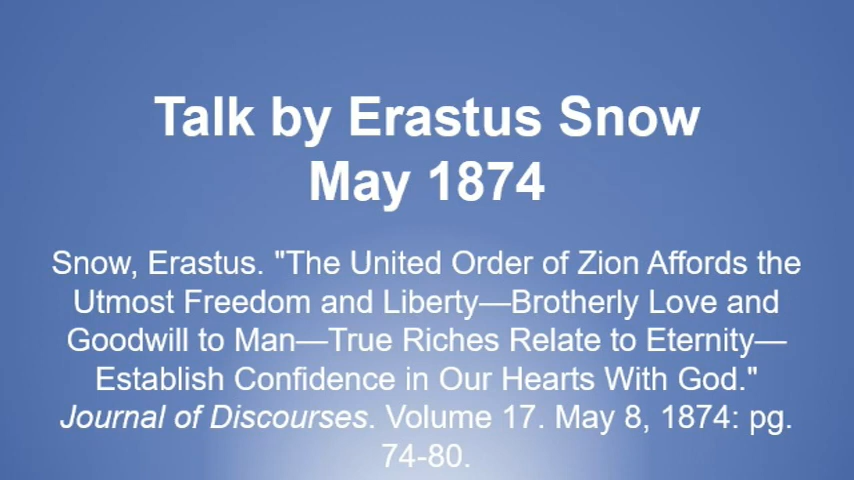 Talk by Erastus Snow
May 1874
Snow, Erastus. "The United Order of Zion Affords the
Utmost Freedom and Liberty—Brotherly Love and
Goodwill to Man—True Riches Relate to Eternity—
Establish Confidence in Our Hearts With God."
Journal of Discourses. Volume 17. May 8, 1874: pg.
74-80.